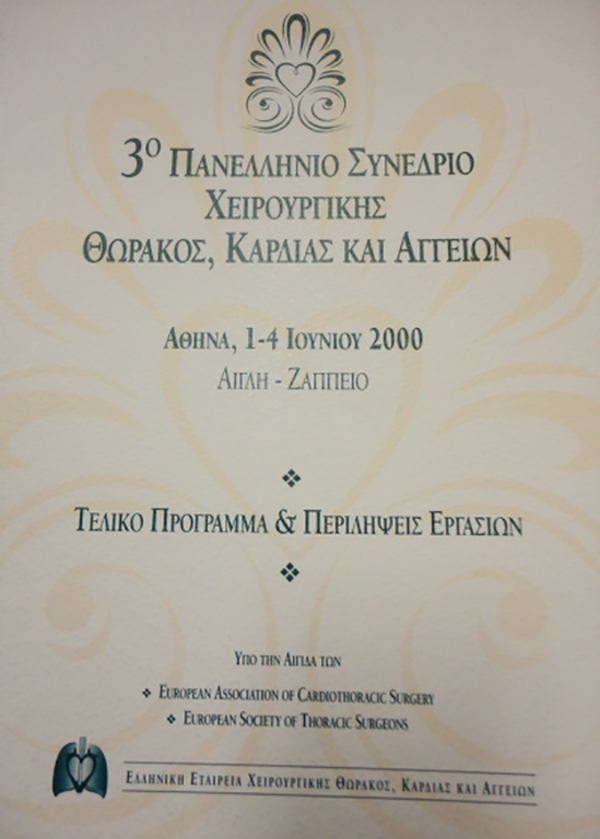 3ο ΠΑΝΕΛΛΗΝΙΟ ΣΥΝΕΔΡΙΟ
ΧΕΙΡΟΥΡΓΙΚΗΣ
ΘΩΡΑΚΟΣ, ΚΑΡΔΙΑΣ ΚΑΙ ΑΓΓΕΙΩΝ
ΑΘΗΝΑ, 1-4 ΙΟΥΝΙΟΥ 2000
ΑΙΓΛΗ - ΖΑΠΠΕΙΟ
ΤΕΛΙΚΟ ΠΡΟΓΡΑΜΜΑ & ΠΕΡΙΛΗΨΕΙΣ ΕΡΓΑΣΙΩΝ
ΥΠΟ ΤΗΝ ΑΙΓΙΔΑ ΤΩΝ
❖ EUROPEAN ASSOCIATION OF CARDIOTHORACIC SURGERY
❖ EUROPEAN SOCIETY OF THORACIC SURGEONS
ΕΛΛΗΝΙΚΗ ΕΤΑΙΡΕΙΑ ΧΕΙΡΟΥΡΓΙΚΗΣ ΘΩΡΑΚΟΣ, ΚΑΡΔΙΑΣ ΚΑΙ ΑΓΓΕΙΩΝ